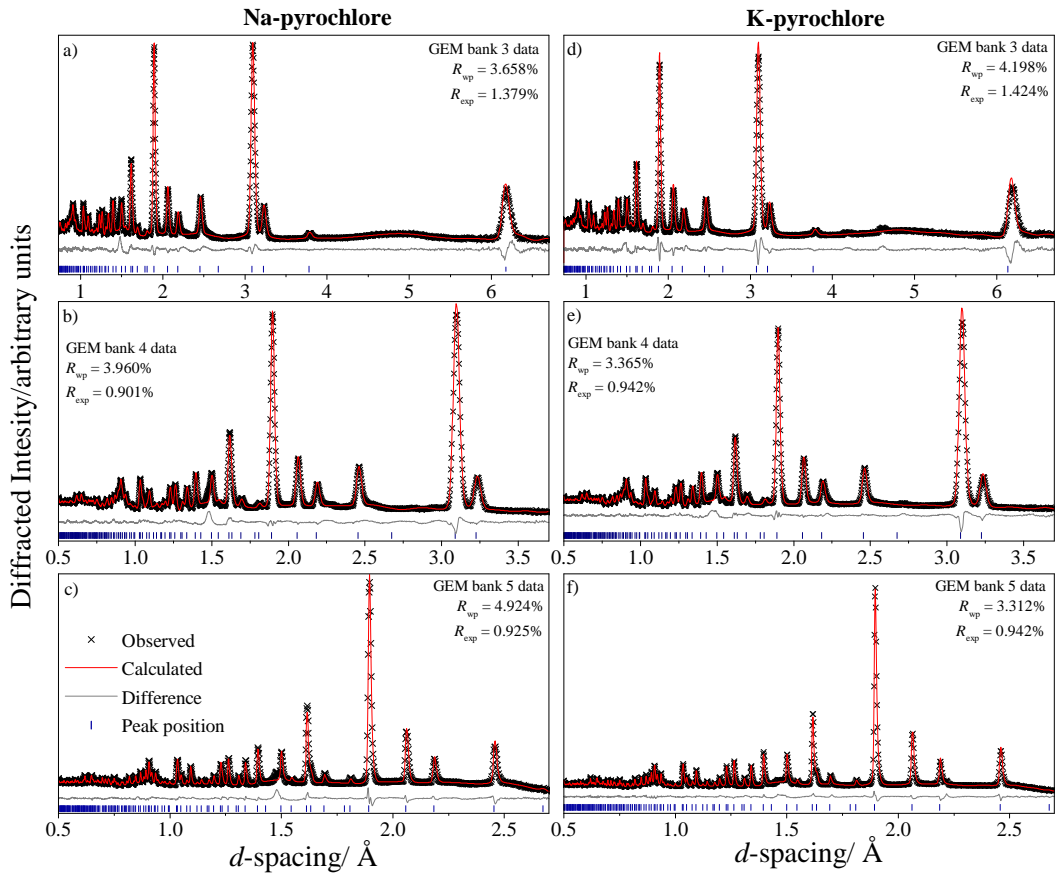 Na-pyrochlore
K-pyrochlore
Diffracted Intesity/arbitrary units
a)
GEM bank 3 data
Rwp = 3.658%
Rexp = 1.379%
1 2 3 4 5 6
d)
GEM bank 3 data
Rwp = 4.198%
Rexp = 1.424%
1 2 3 4 5 6
b)
GEM bank 4 data
Rwp = 3.960%
Rexp = 0.901%
0.5 1.0 1.5 2.0 2.5 3.0 3.5
e)
GEM bank 4 data
Rwp = 3.365%
Rexp = 0.942%
0.5 1.0 1.5 2.0 2.5 3.0 3.5
c)
GEM bank 5 data
Rwp = 4.924%
Rexp = 0.925%
Observed
Calculated
Difference
Peak position
0.5 1.0 1.5 2.0 2.5
d-spacing/ Å
f)
GEM bank 5 data
Rwp = 3.312%
Rexp = 0.942%
0.5 1.0 1.5 2.0 2.5
d-spacing/ Å